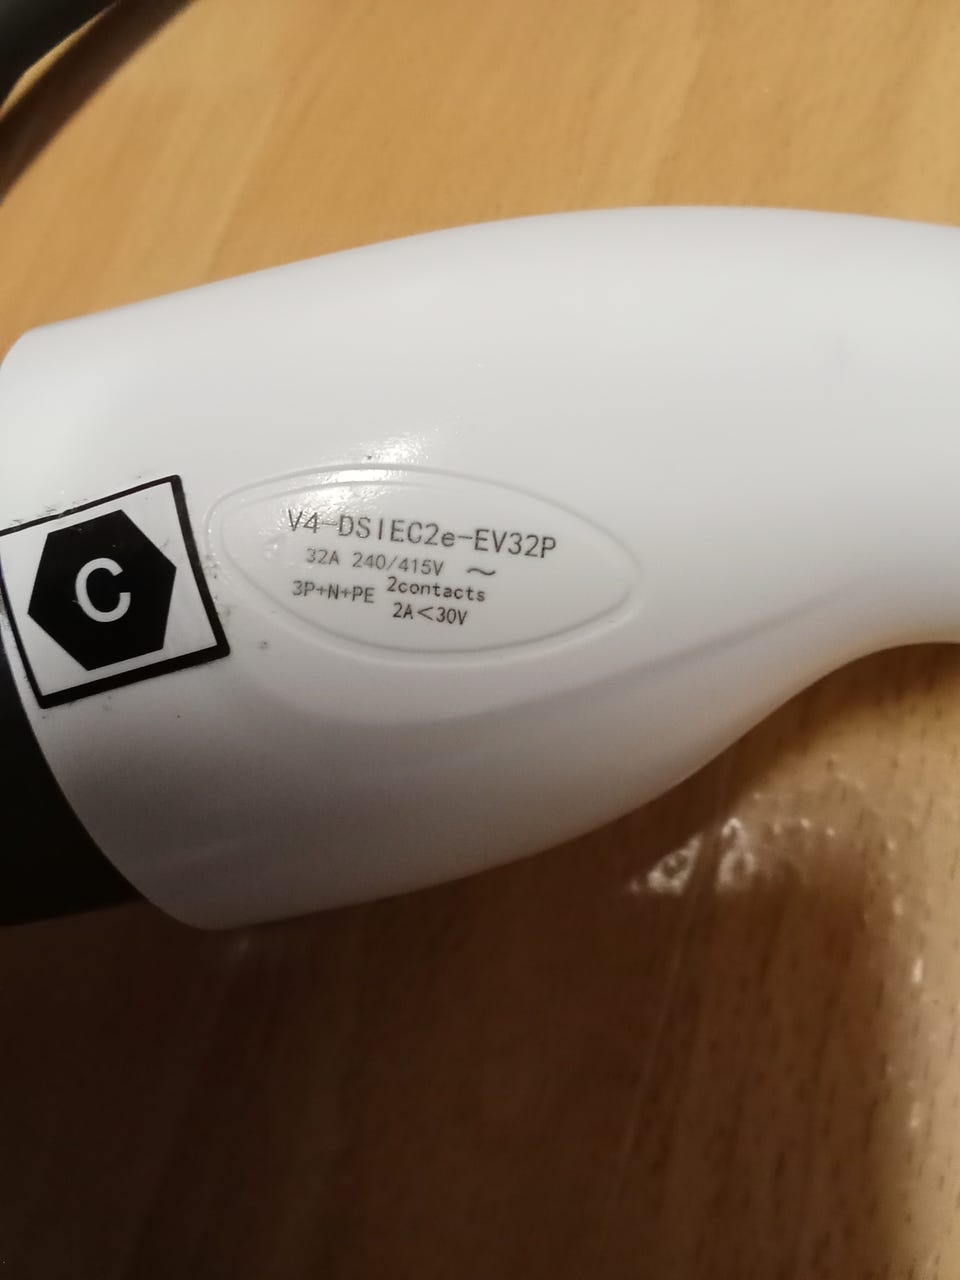 C
V4-DSIEC2e-EV32P
32A 240/415V ~
3P+N+PE 2contacts
2A<30V